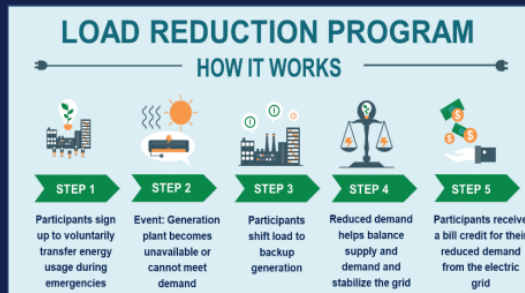 LOAD REDUCTION PROGRAM
HOW IT WORKS
STEP 1
Participants sign
up to voluntarily
transfer energy
usage during
emergencies
STEP 2
Event: Generation
plant becomes
unavailable or
cannot meet
demand
STEP 3
Participants
shift load to
backup
generation
STEP 4
Reduced demand
helps balance
supply and
demand and
stabilize the grid
STEP 5
Participants receive
a bill credit for their
reduced demand
from the electric
grid